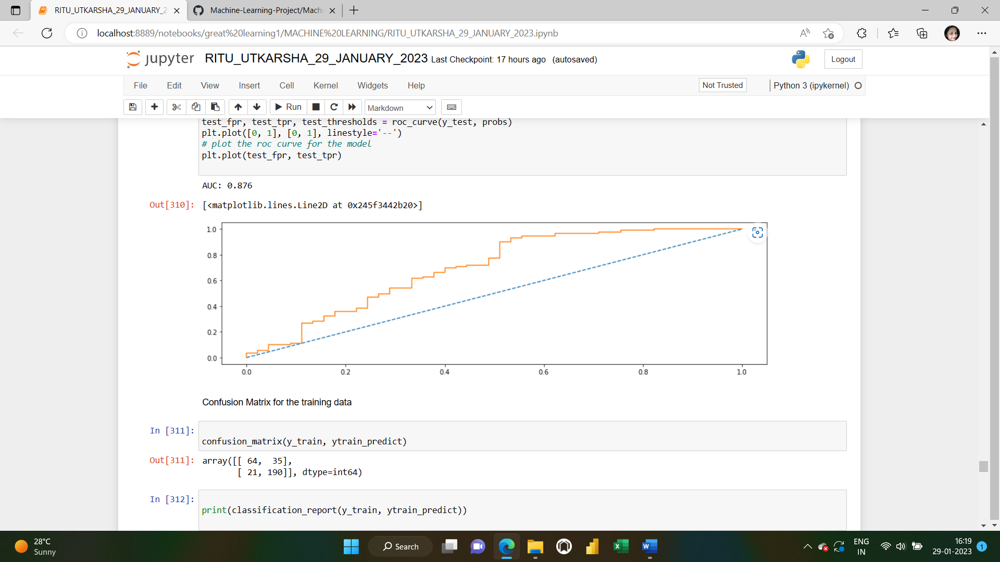 RITU_UTKARSHA_29_JANUARY_2
Machine-Learning-Project/Machi
localhost:8889/notebooks/great%20learning1/MACHINE%20LEARNING/RITU_UTKARSHA_29_JANUARY_2023.ipynb
jupyter RITU_UTKARSHA_29_JANUARY_2023 Last Checkpoint: 17 hours ago (autosaved)
Logout
File Edit View Insert Cell Kernel Widgets Help
Not Trusted
Python 3 (ipykernel)
Run
Markdown
test_fpr, test_tpr, test_thresholds = roc_curve(y_test, probs)
plt.plot([0, 1], [0, 1], linestyle='--')
# plot the roc curve for the model
plt.plot(test_fpr, test_tpr)
AUC: 0.876
Out[310]: [<matplotlib.lines.Line2D at 0x245f3442b20>]
1.0
0.8
0.6
0.4
0.2
0.0
0.0 0.2 0.4 0.6 0.8 1.0
Confusion Matrix for the training data
In [311]:
confusion_matrix(y_train, ytrain_predict)
Out[311]: array([[ 64,  35],
[ 21, 190]], dtype=int64)
In [312]:
print(classification_report(y_train, ytrain_predict))
28°C
Sunny
Search
ENG
IN
16:19
29-01-2023
1